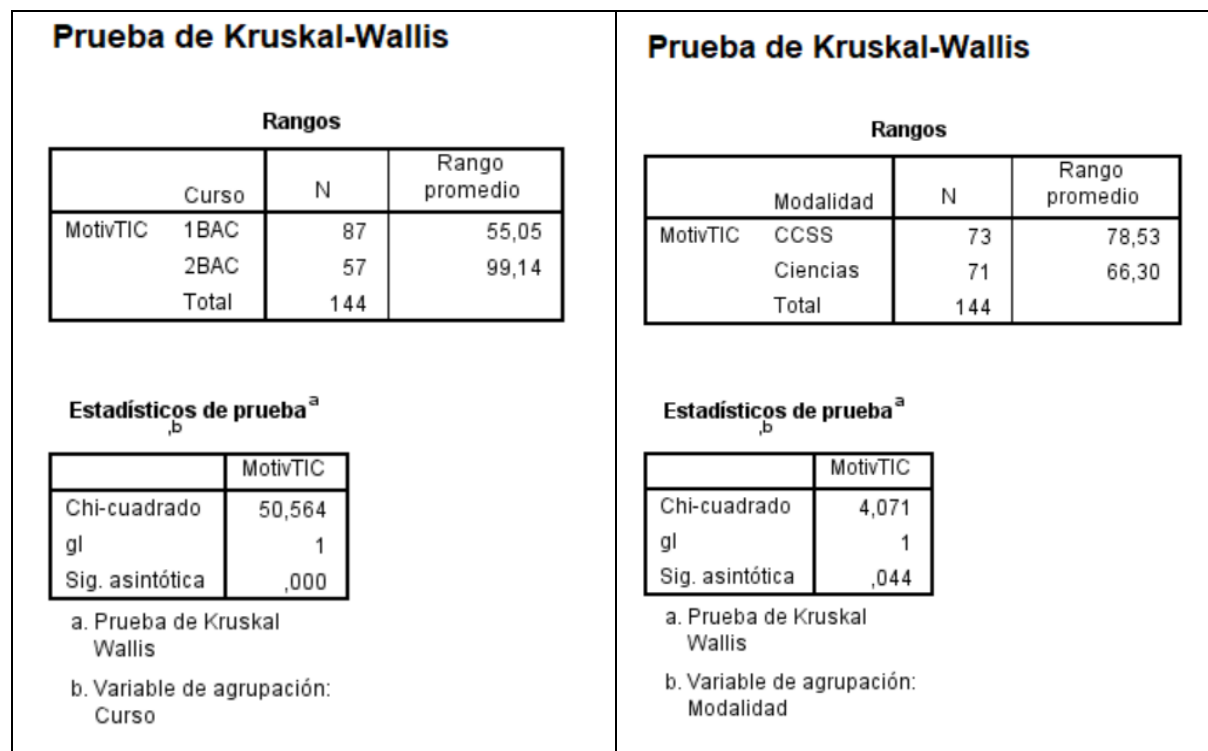 Prueba de Kruskal-Wallis
Rangos
Curso N Rango promedio
MotivTIC 1BAC 87 55,05
2BAC 57 99,14
Total 144
Estadísticos de prueba a
,b
MotivTIC
Chi-cuadrado 50,564
gl 1
Sig. asintótica ,000
a. Prueba de Kruskal
Wallis
b. Variable de agrupación:
Curso
Prueba de Kruskal-Wallis
Rangos
Modalidad N Rango promedio
MotivTIC CCSS 73 78,53
Ciencias 71 66,30
Total 144
Estadísticos de prueba a
,b
MotivTIC
Chi-cuadrado 4,071
gl 1
Sig. asintótica ,044
a. Prueba de Kruskal
Wallis
b. Variable de agrupación:
Modalidad